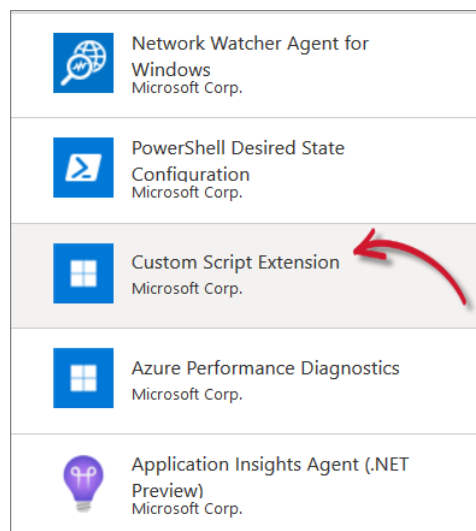 Network Watcher Agent for
Windows
Microsoft Corp.
PowerShell Desired State
Configuration
Microsoft Corp.
Custom Script Extension
Microsoft Corp.
Azure Performance Diagnostics
Microsoft Corp.
Application Insights Agent (.NET
Preview)
Microsoft Corp.